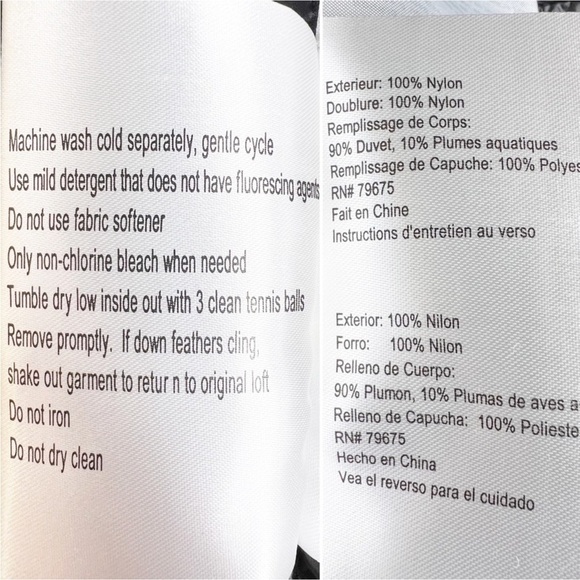 Machine wash cold separately, gentle cycle
Use mild detergent that does not have fluorescing agents
Do not use fabric softener
Only non-chlorine bleach when needed
Tumble dry low inside out with 3 clean tennis balls
Remove promptly. If down feathers cling,
shake out garment to retur n to original loft
Do not iron
Do not dry clean
Exterieur: 100% Nylon
Doublure: 100% Nylon
Remplissage de Corps:
90% Duvet, 10% Plumes aquatiques
Remplissage de Capuche: 100% Polyes
RN# 79675
Fait en Chine
Instructions d'entretien au verso
Exterior: 100% Nilon
Forro: 100% Nilon
Relleno de Cuerpo:
90% Plumon, 10% Plumas de aves a
Relleno de Capucha: 100% Polieste
RN# 79675
Hecho en China
Vea el reverso para el cuidado